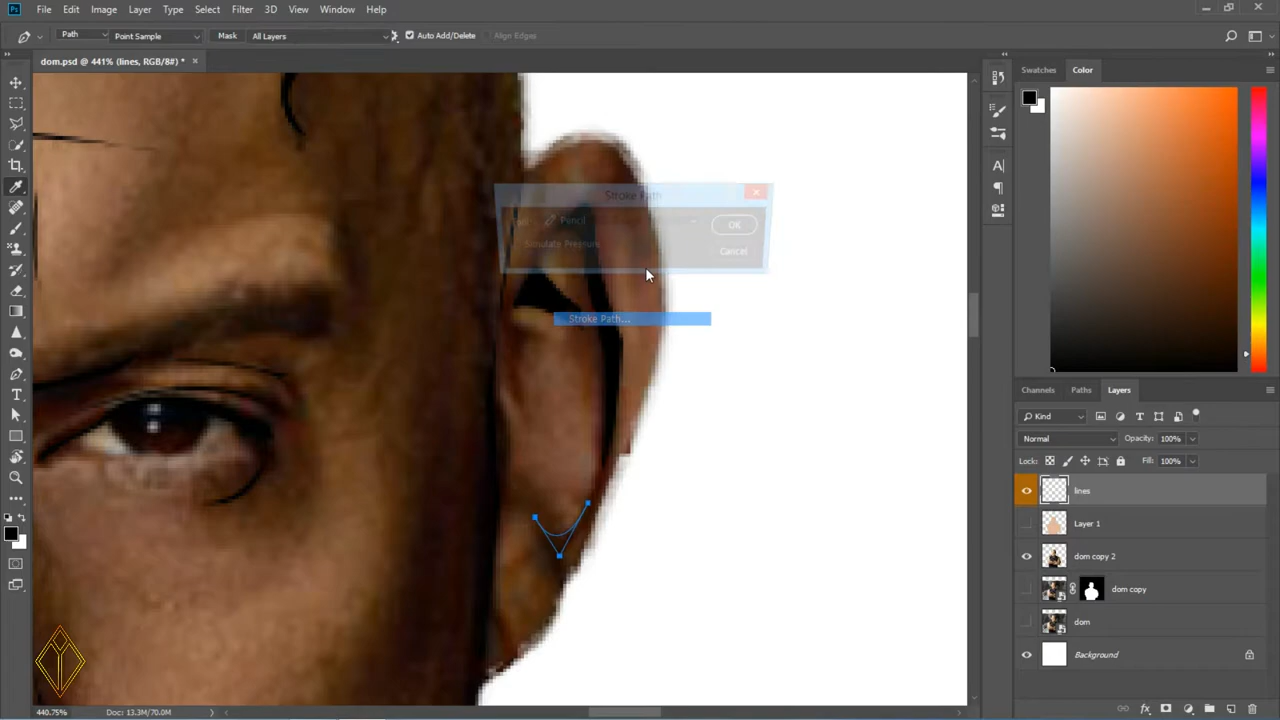 Ps File Edit Image Layer Type Select Filter 3D View Window Help
Path Point Sample Mask All Layers Auto Add/Delete Align Edges
dom.psd @ 441% (lines, RGB/8#) * ×
Swatches Color
Stroke Path
Pencil OK
Simulate Pressure
Cancel
Stroke Path...
Channels Paths Layers
Kind
Normal Opacity: 100%
Lock: Fill: 100%
lines
Layer 1
dom copy 2
dom copy
dom
Background
440.75% Doc: 13.3M/70.0M